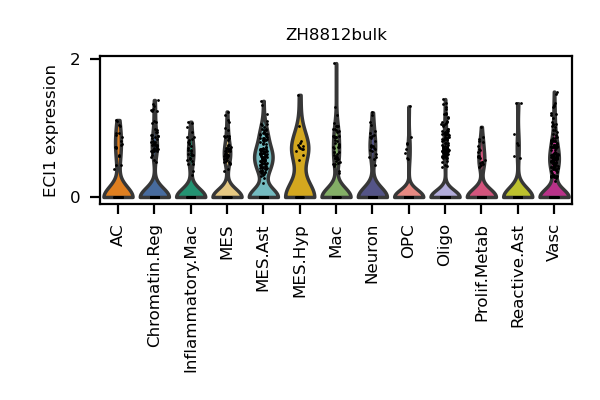 ZH8812bulk
ECI1 expression
2
0
AC
Chromatin.Reg
Inflammatory.Mac
MES
MES.Ast
MES.Hyp
Mac
Neuron
OPC
Oligo
Prolif.Metab
Reactive.Ast
Vasc